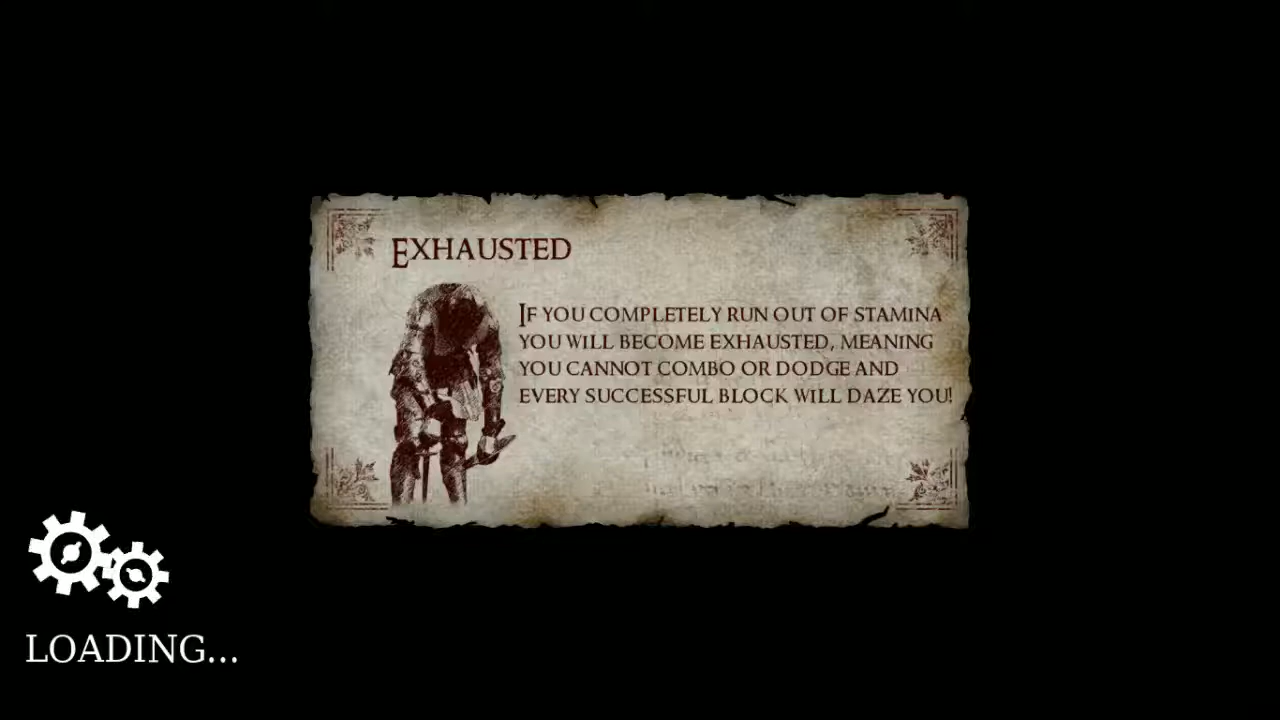 EXHAUSTED
IF YOU COMPLETELY RUN OUT OF STAMINA
YOU WILL BECOME EXHAUSTED, MEANING
YOU CANNOT COMBO OR DODGE AND
EVERY SUCCESSFUL BLOCK WILL DAZE YOU!
LOADING...